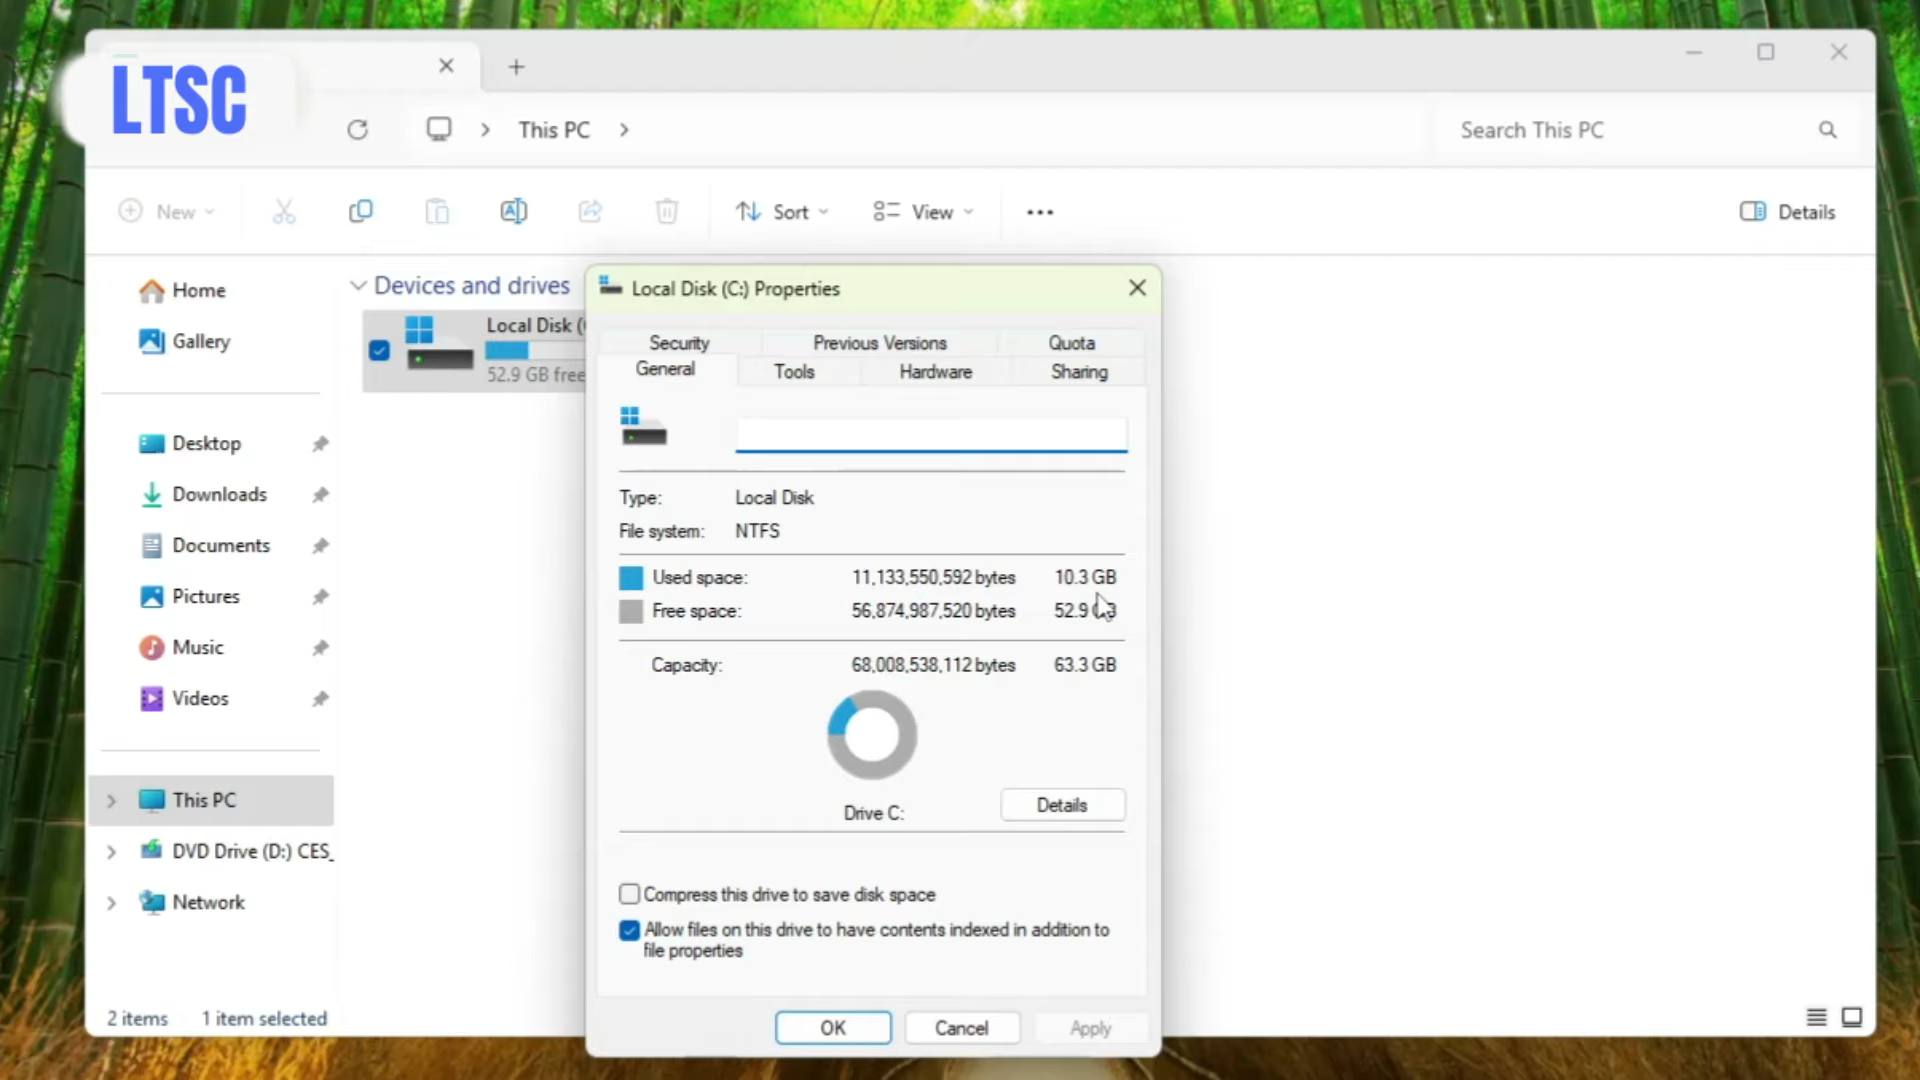 LTSC
This PC
Search This PC
New
Sort
View
Details
Home
Gallery
Desktop
Downloads
Documents
Pictures
Music
Videos
This PC
DVD Drive (D:) CES_
Network
Devices and drives
Local Disk (
52.9 GB free
Local Disk (C:) Properties
Security Previous Versions Quota
General Tools Hardware Sharing
Type: Local Disk
File system: NTFS
Used space: 11,133,550,592 bytes 10.3 GB
Free space: 56,874,987,520 bytes 52.9 GB
Capacity: 68,008,538,112 bytes 63.3 GB
Drive C:
Details
Compress this drive to save disk space
Allow files on this drive to have contents indexed in addition to
file properties
OK Cancel Apply
2 items 1 item selected